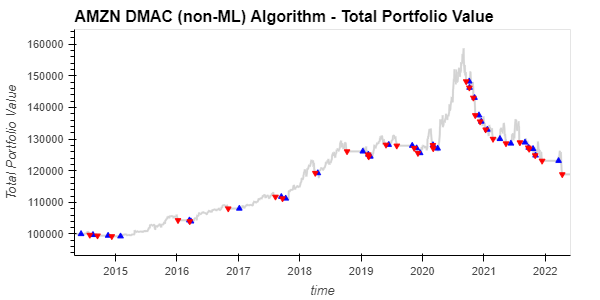 AMZN DMAC (non-ML) Algorithm - Total Portfolio Value
160000
150000
140000
130000
120000
110000
100000
Total Portfolio Value
2015 2016 2017 2018 2019 2020 2021 2022
time